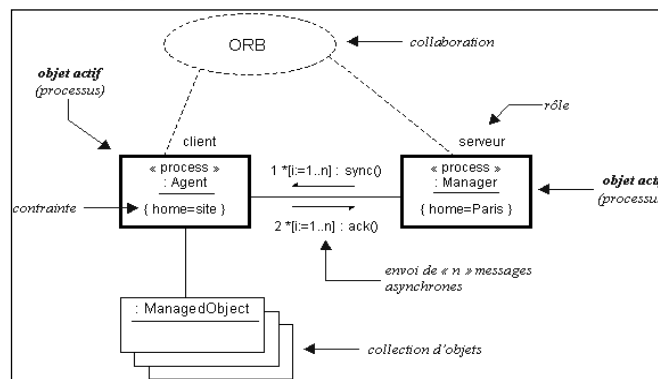 ORB
collaboration
objet actif
(processus)
rôle
client
serveur
« process »
: Agent
{ home=site }
1 *[i:=1..n] : sync()
2 *[i:=1..n] : ack()
« process »
: Manager
{ home=Paris }
objet acti
(processus
contrainte
envoi de « n » messages
asynchrones
: ManagedObject
collection d'objets